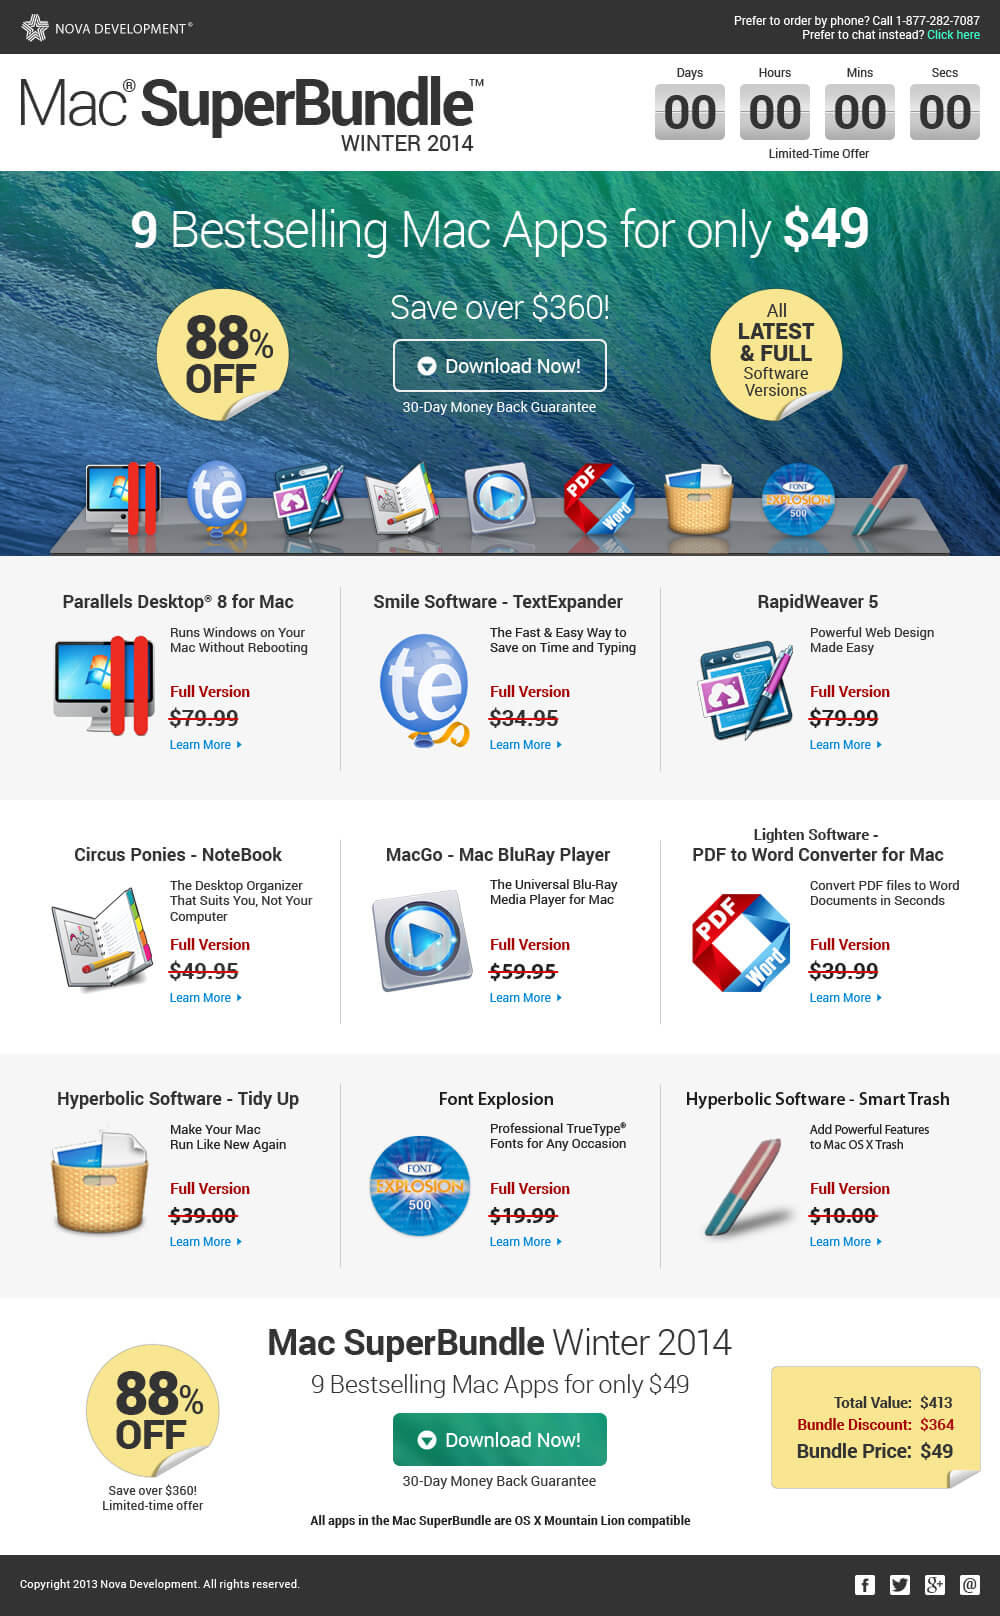 NOVA DEVELOPMENT®
Prefer to order by phone? Call 1-877-282-7087
Prefer to chat instead? Click here
Mac® SuperBundle™
WINTER 2014
Days Hours Mins Secs
00 00 00 00
Limited-Time Offer
9 Bestselling Mac Apps for only $49
Save over $360!
88% OFF
Download Now!
30-Day Money Back Guarantee
All
LATEST
& FULL
Software
Versions
te
PDF
Word
FONT
EXPLOSION
500
Parallels Desktop® 8 for Mac
Runs Windows on Your
Mac Without Rebooting
Full Version
$79.99
Learn More
Smile Software - TextExpander
te
The Fast & Easy Way to
Save on Time and Typing
Full Version
$34.95
Learn More
RapidWeaver 5
Powerful Web Design
Made Easy
Full Version
$79.99
Learn More
Circus Ponies - NoteBook
The Desktop Organizer
That Suits You, Not Your
Computer
Full Version
$49.95
Learn More
MacGo - Mac BluRay Player
The Universal Blu-Ray
Media Player for Mac
Full Version
$59.95
Learn More
Lighten Software -
PDF to Word Converter for Mac
PDF
Word
Convert PDF files to Word
Documents in Seconds
Full Version
$39.99
Learn More
Hyperbolic Software - Tidy Up
Make Your Mac
Run Like New Again
Full Version
$39.00
Learn More
Font Explosion
FONT
EXPLOSION
500
Professional TrueType®
Fonts for Any Occasion
Full Version
$19.99
Learn More
Hyperbolic Software - Smart Trash
Add Powerful Features
to Mac OS X Trash
Full Version
$10.00
Learn More
88% OFF
Save over $360!
Limited-time offer
Mac SuperBundle Winter 2014
9 Bestselling Mac Apps for only $49
Download Now!
30-Day Money Back Guarantee
All apps in the Mac SuperBundle are OS X Mountain Lion compatible
Total Value: $413
Bundle Discount: $364
Bundle Price: $49
Copyright 2013 Nova Development. All rights reserved.
f g+ @